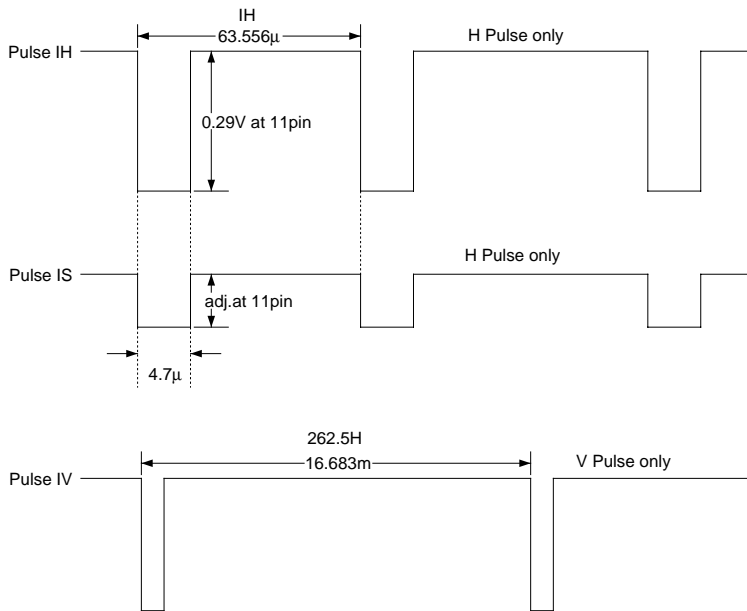 IH
63.556μ
H Pulse only
Pulse IH
0.29V at 11pin
H Pulse only
Pulse IS
adj.at 11pin
4.7μ
262.5H
16.683m
V Pulse only
Pulse IV